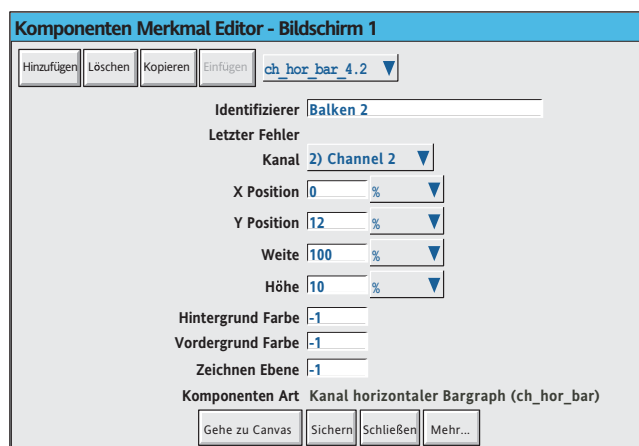 Komponenten Merkmal Editor - Bildschirm 1
Hinzufügen Löschen Kopieren Einfügen ch_hor_bar_4.2
Identifizierer Balken 2
Letzter Fehler
Kanal 2) Channel 2
X Position 0 %
Y Position 12 %
Weite 100 %
Höhe 10 %
Hintergrund Farbe -1
Vordergrund Farbe -1
Zeichnen Ebene -1
Komponenten Art Kanal horizontaler Bargraph (ch_hor_bar)
Gehe zu Canvas Sichern Schließen Mehr...